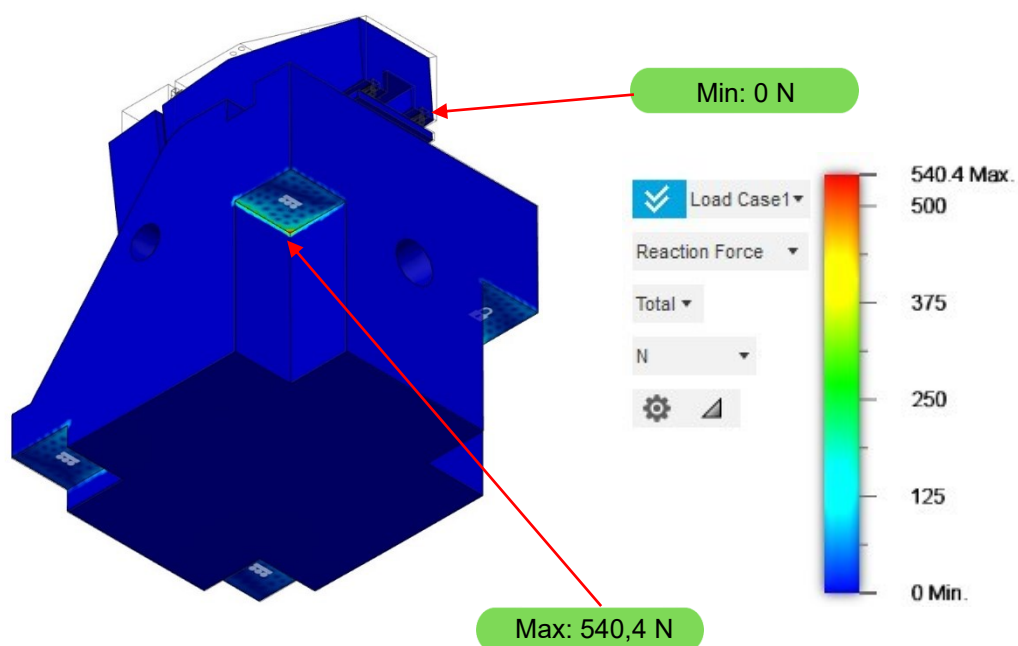 Min: 0 N
Load Case1
Reaction Force
Total
N
540.4 Max.
500
375
250
125
0 Min.
Max: 540,4 N